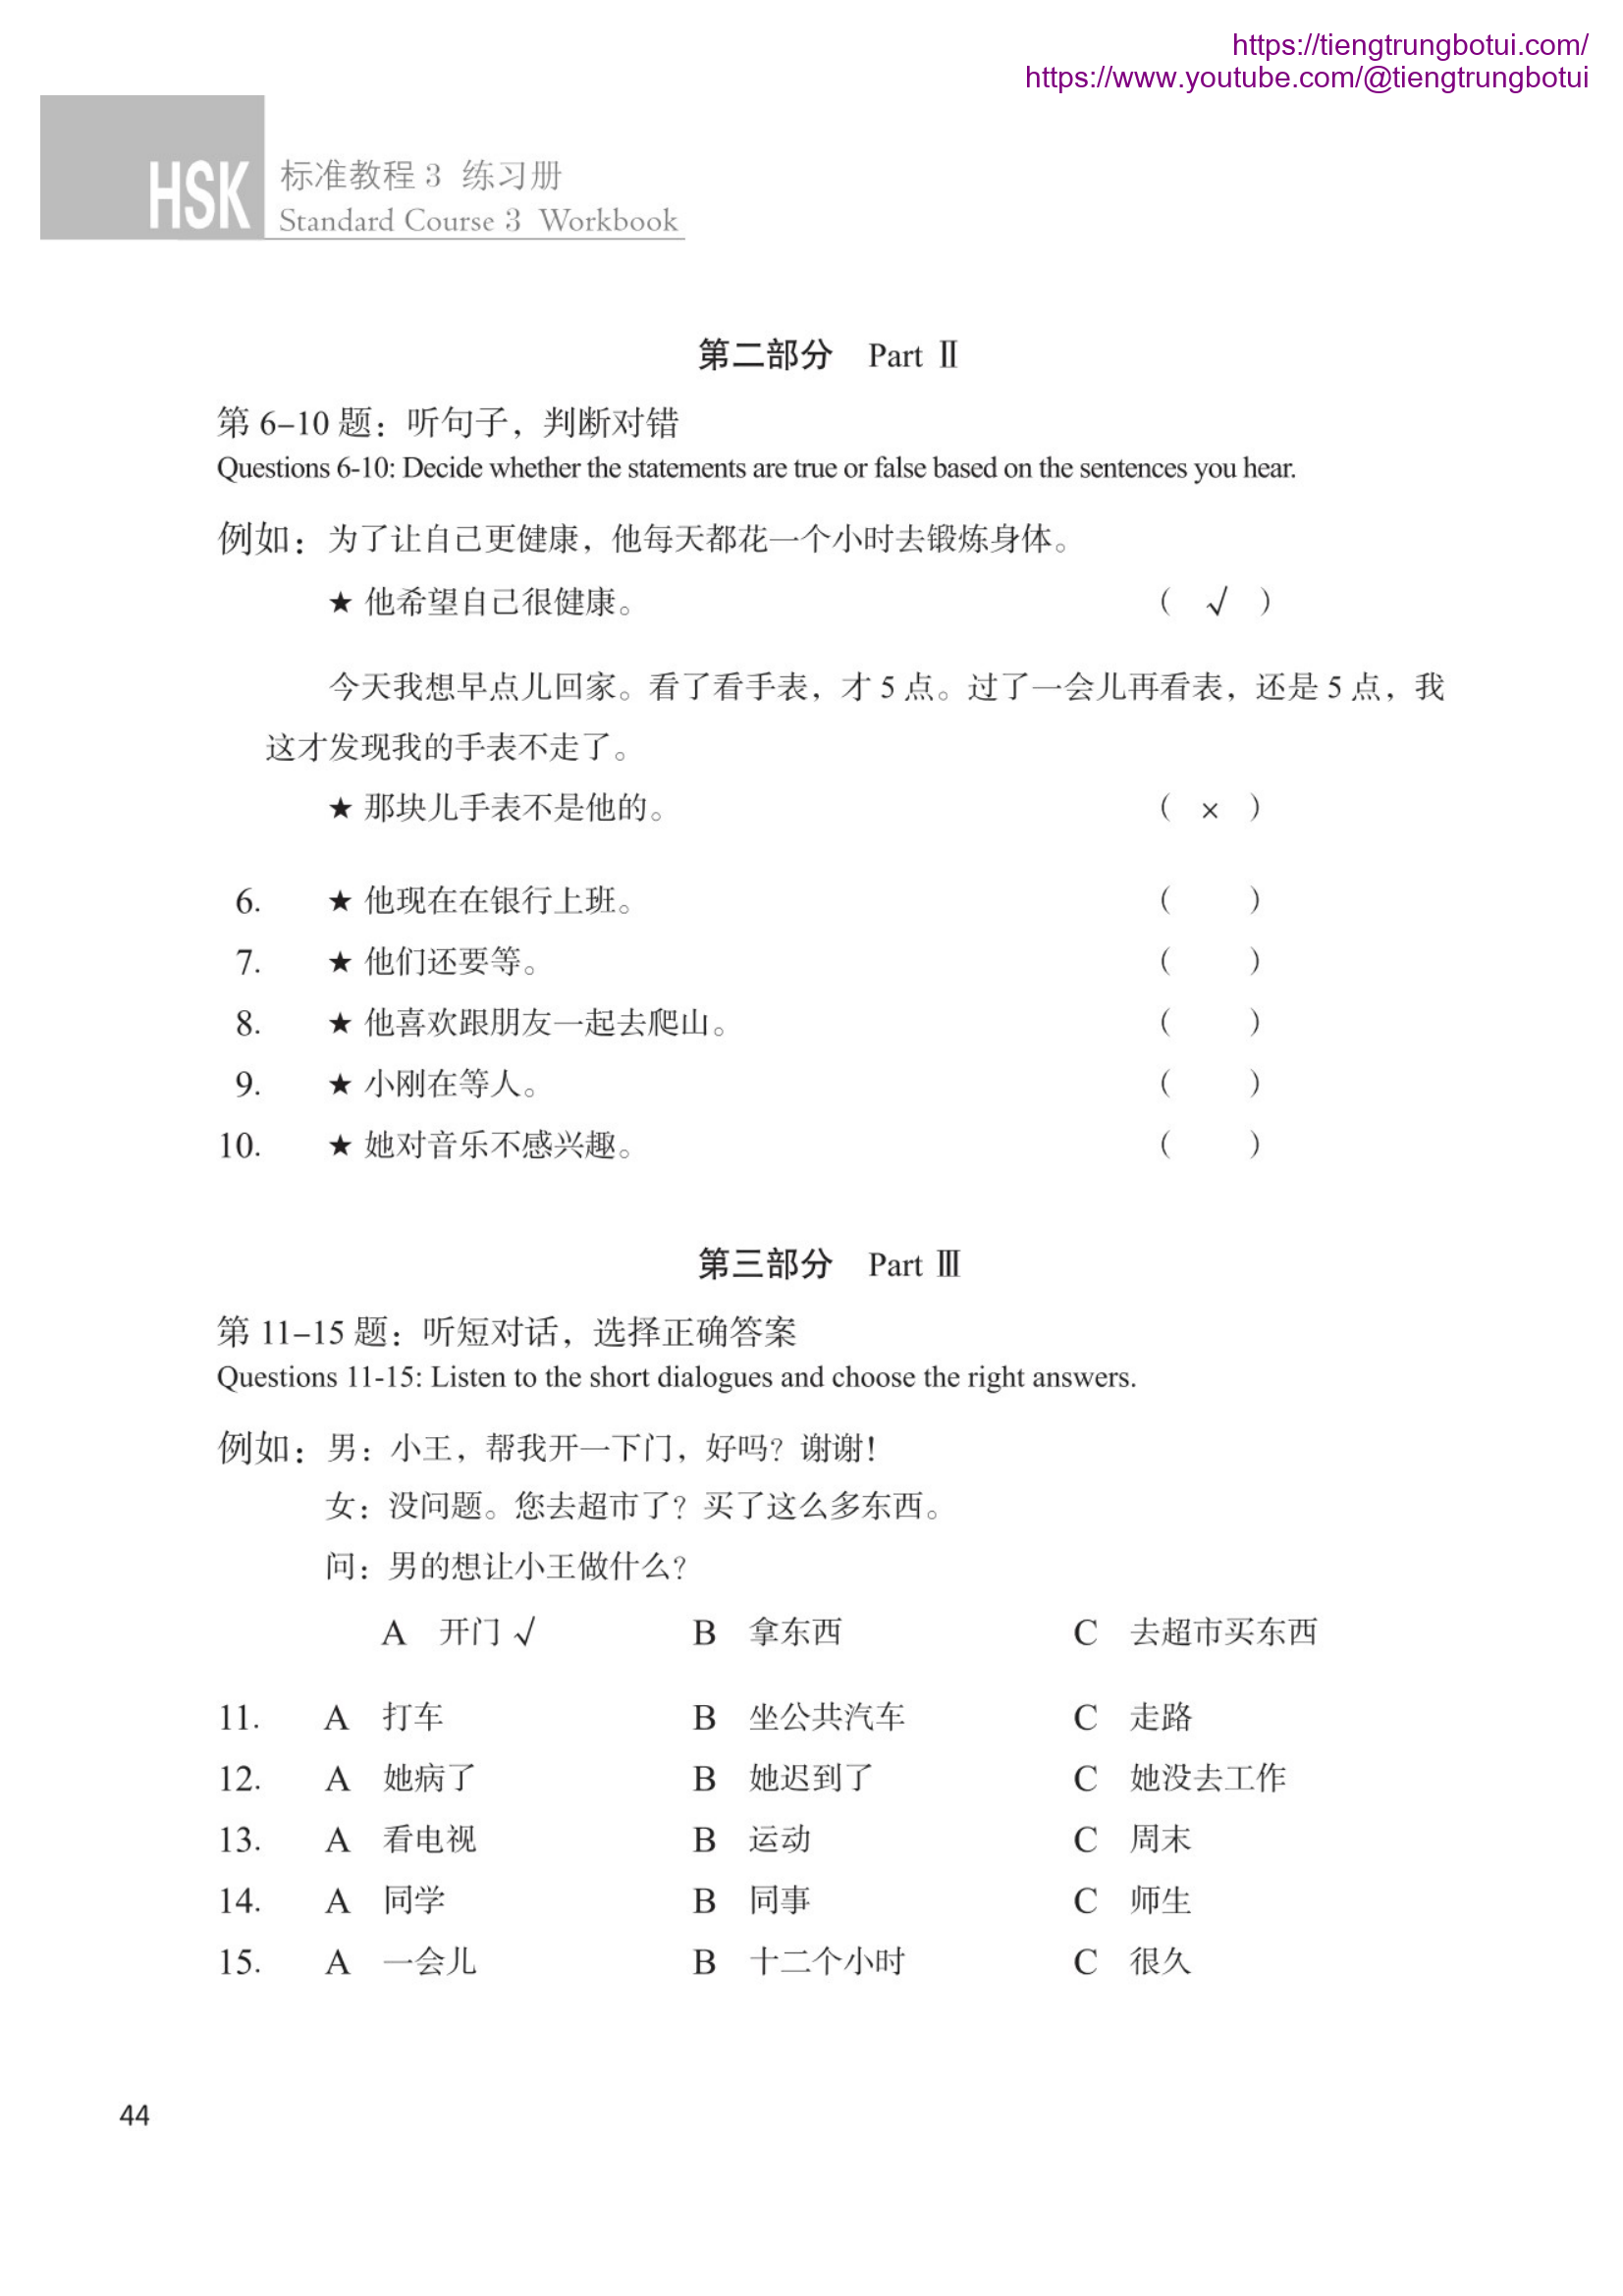 https://tiengtrungbotui.com/
https://www.youtube.com/@tiengtrungbotui
HSK 标准教程 3 练习册
Standard Course 3 Workbook
第二部分 Part Ⅱ
第 6–10 题：听句子，判断对错
Questions 6-10: Decide whether the statements are true or false based on the sentences you hear.
例如：为了让自己更健康，他每天都花一个小时去锻炼身体。
★ 他希望自己很健康。 （ √ ）
今天我想早点儿回家。看了看手表，才 5 点。过了一会儿再看表，还是 5 点，我
这才发现我的手表不走了。
★ 那块儿手表不是他的。 （ × ）
6. ★ 他现在在银行上班。 （ ）
7. ★ 他们还要等。 （ ）
8. ★ 他喜欢跟朋友一起去爬山。 （ ）
9. ★ 小刚在等人。 （ ）
10. ★ 她对音乐不感兴趣。 （ ）
第三部分 Part Ⅲ
第 11–15 题：听短对话，选择正确答案
Questions 11-15: Listen to the short dialogues and choose the right answers.
例如：男：小王，帮我开一下门，好吗？谢谢！
女：没问题。您去超市了？买了这么多东西。
问：男的想让小王做什么？
A 开门 √ B 拿东西 C 去超市买东西
11. A 打车 B 坐公共汽车 C 走路
12. A 她病了 B 她迟到了 C 她没去工作
13. A 看电视 B 运动 C 周末
14. A 同学 B 同事 C 师生
15. A 一会儿 B 十二个小时 C 很久
44